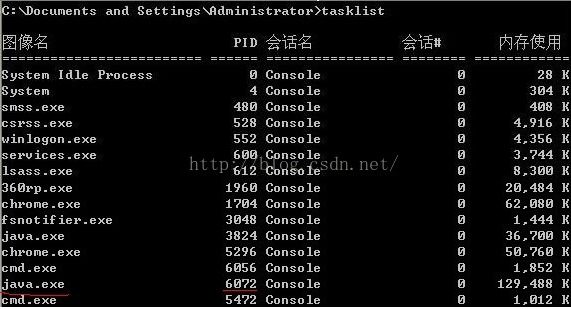 C:\Documents and Settings\Administrator>tasklist
图像名 PID 会话名 会话# 内存使用
========================= ====== ================ ======== ============
System Idle Process 0 Console 0 28 K
System 4 Console 0 304 K
smss.exe 480 Console 0 408 K
csrss.exe 528 Console 0 4,916 K
winlogon.exe 552 Console 0 4,356 K
services.exe 600 Console 0 3,744 K
lsass.exe 612 Console 0 8,300 K
http://blog.csdn.net/
360rp.exe 1960 Console 0 20,484 K
chrome.exe 1704 Console 0 62,080 K
fsnotifier.exe 3048 Console 0 1,444 K
java.exe 3824 Console 0 36,700 K
chrome.exe 5296 Console 0 50,760 K
cmd.exe 6056 Console 0 1,852 K
java.exe 6072 Console 0 129,488 K
cmd.exe 5472 Console 0 1,012 K